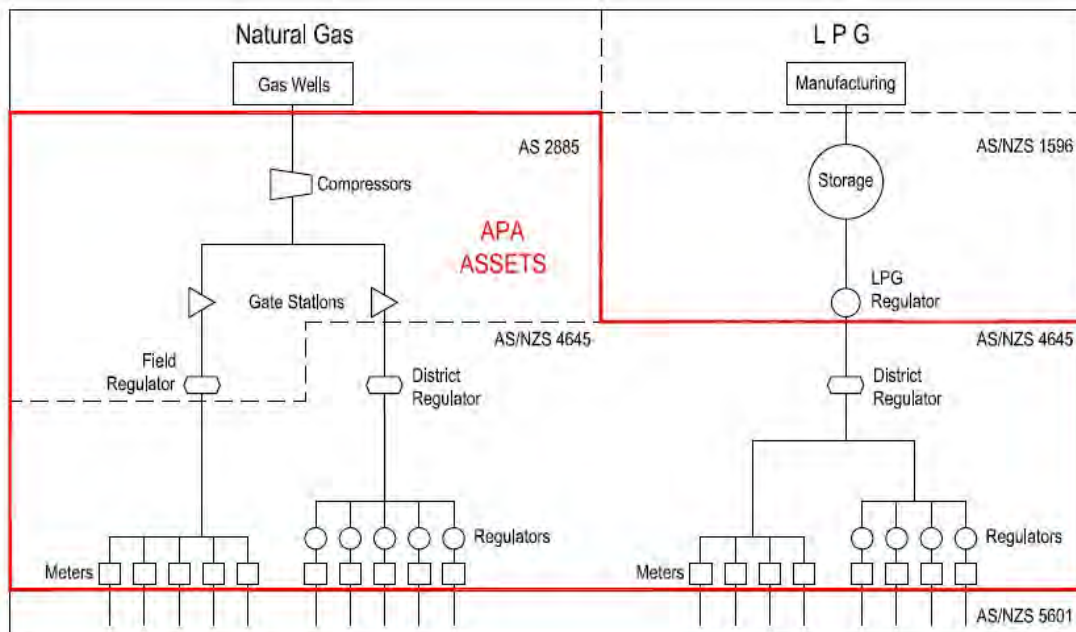 Natural Gas
L P G
Gas Wells
Manufacturing
AS 2885
AS/NZS 1596
Compressors
Storage
APA
ASSETS
LPG
Regulator
Gate Stations
AS/NZS 4645
AS/NZS 4645
Field
Regulator
District
Regulator
District
Regulator
Regulators
Regulators
Meters
Meters
AS/NZS 5601